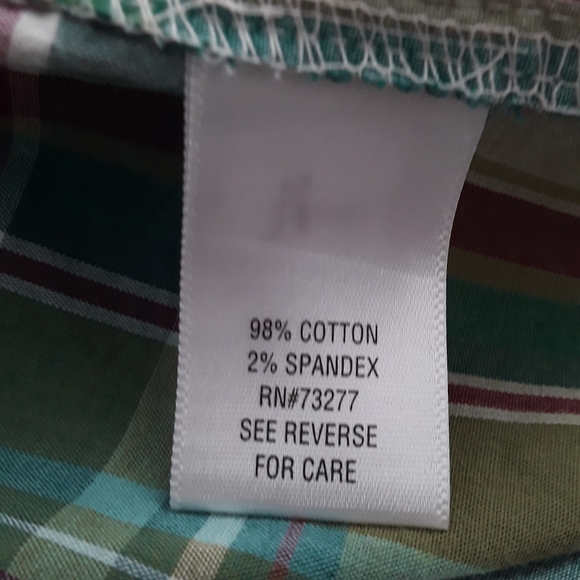 98% COTTON
2% SPANDEX
RN#73277
SEE REVERSE
FOR CARE